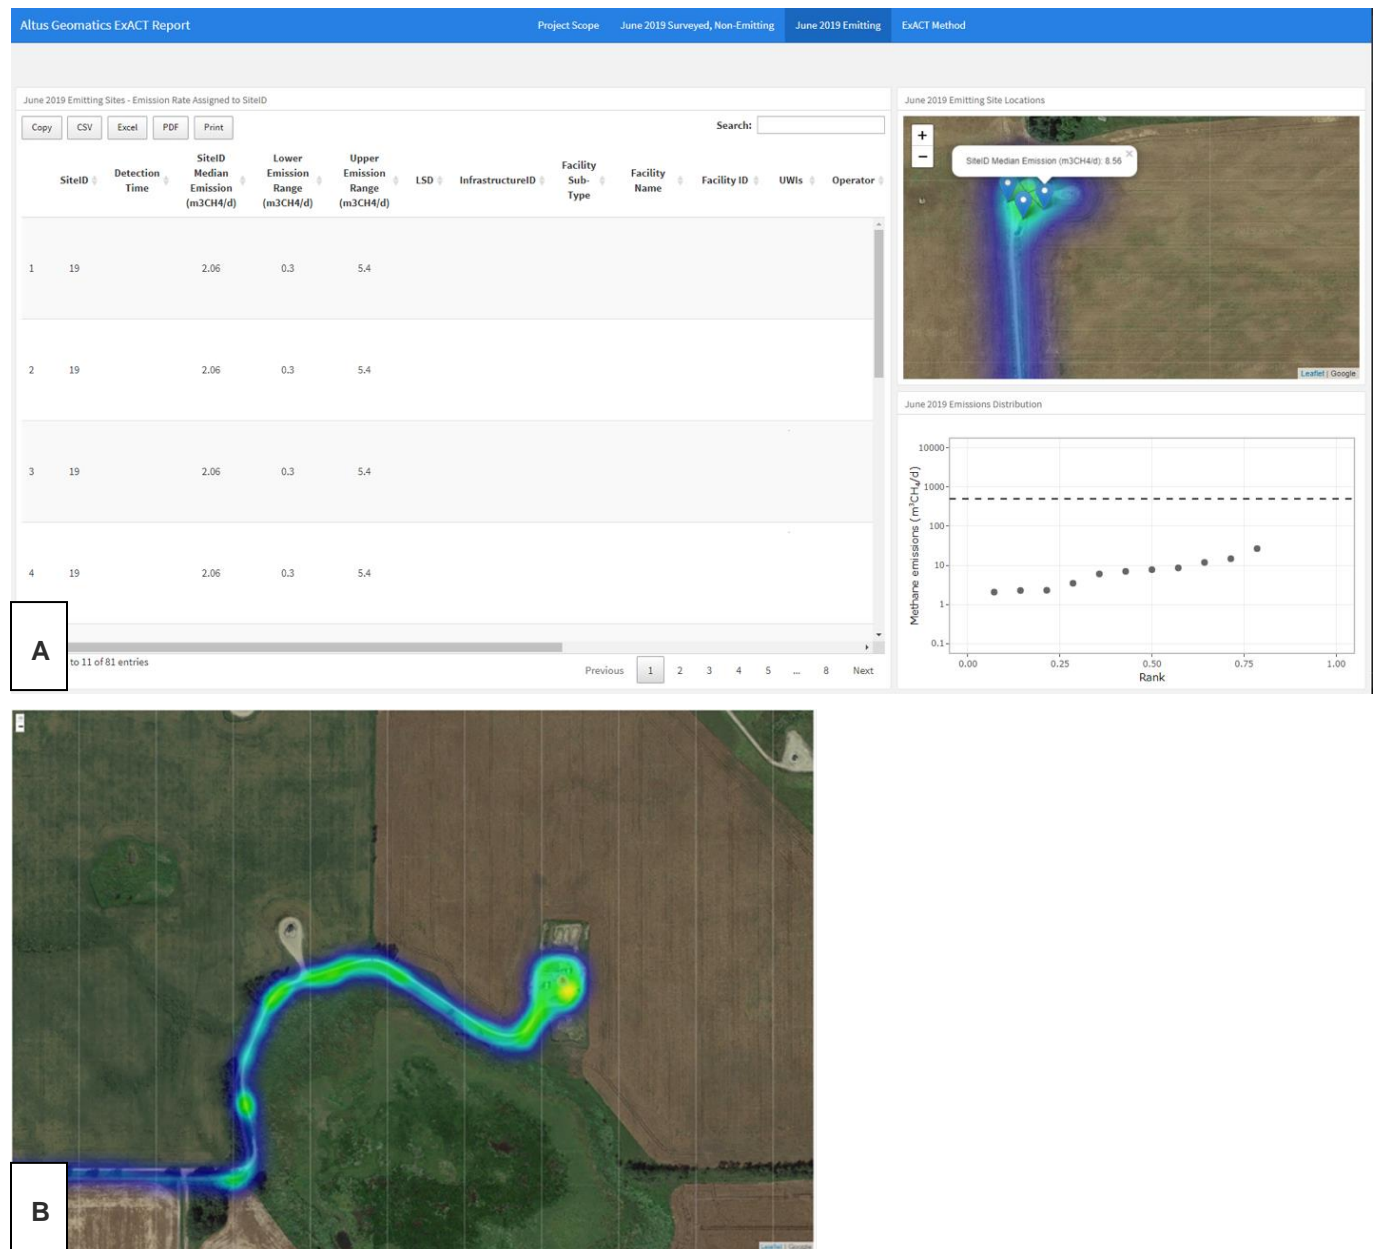 Altus Geomatics ExACT Report
Project Scope
June 2019 Surveyed, Non-Emitting
June 2019 Emitting
ExACT Method
June 2019 Emitting Sites - Emission Rate Assigned to SiteID
Copy CSV Excel PDF Print
Search:
SiteID
Detection
Time
SiteID
Median
Emission
(m3CH4/d)
Lower
Emission
Range
(m3CH4/d)
Upper
Emission
Range
(m3CH4/d)
LSD
InfrastructureID
Facility
Sub-
Type
Facility
Name
Facility ID
UWIs
Operator
1 19 2.06 0.3 5.4
2 19 2.06 0.3 5.4
3 19 2.06 0.3 5.4
4 19 2.06 0.3 5.4
to 11 of 81 entries
Previous 1 2 3 4 5 ... 8 Next
June 2019 Emitting Site Locations
+
−
SiteID Median Emission (m3CH4/d): 8.56 ×
Leaflet | Google
June 2019 Emissions Distribution
Methane emissions (m³CH₄/d)
10000
1000
100
10
1
0.1
0.00 0.25 0.50 0.75 1.00
Rank
A
B
Leaflet | Google